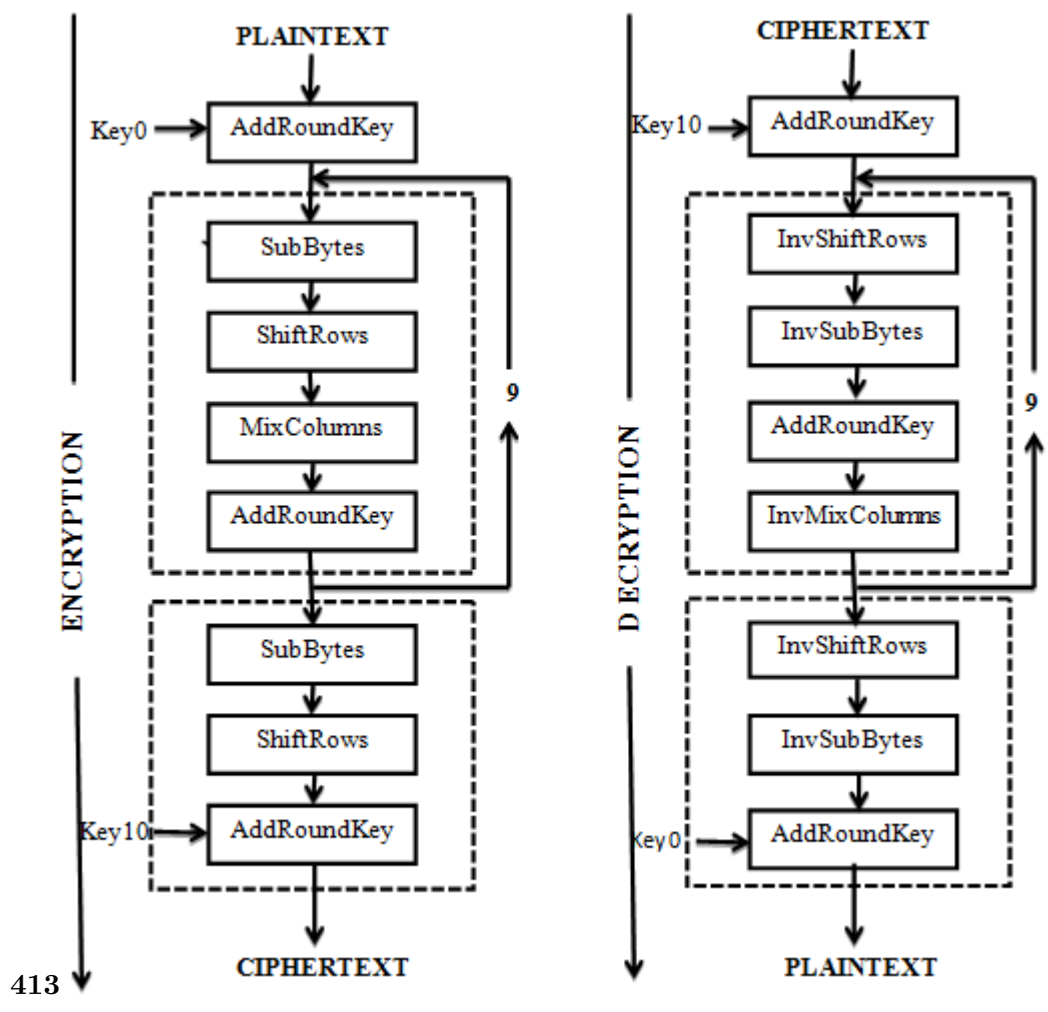 PLAINTEXT
Key0
AddRoundKey
SubBytes
ShiftRows
MixColumns
AddRoundKey
9
SubBytes
ShiftRows
Key10
AddRoundKey
CIPHERTEXT
ENCRYPTION
CIPHERTEXT
Key10
AddRoundKey
InvShiftRows
InvSubBytes
AddRoundKey
InvMixColumns
9
InvShiftRows
InvSubBytes
Key0
AddRoundKey
PLAINTEXT
D ECRYPTION
413